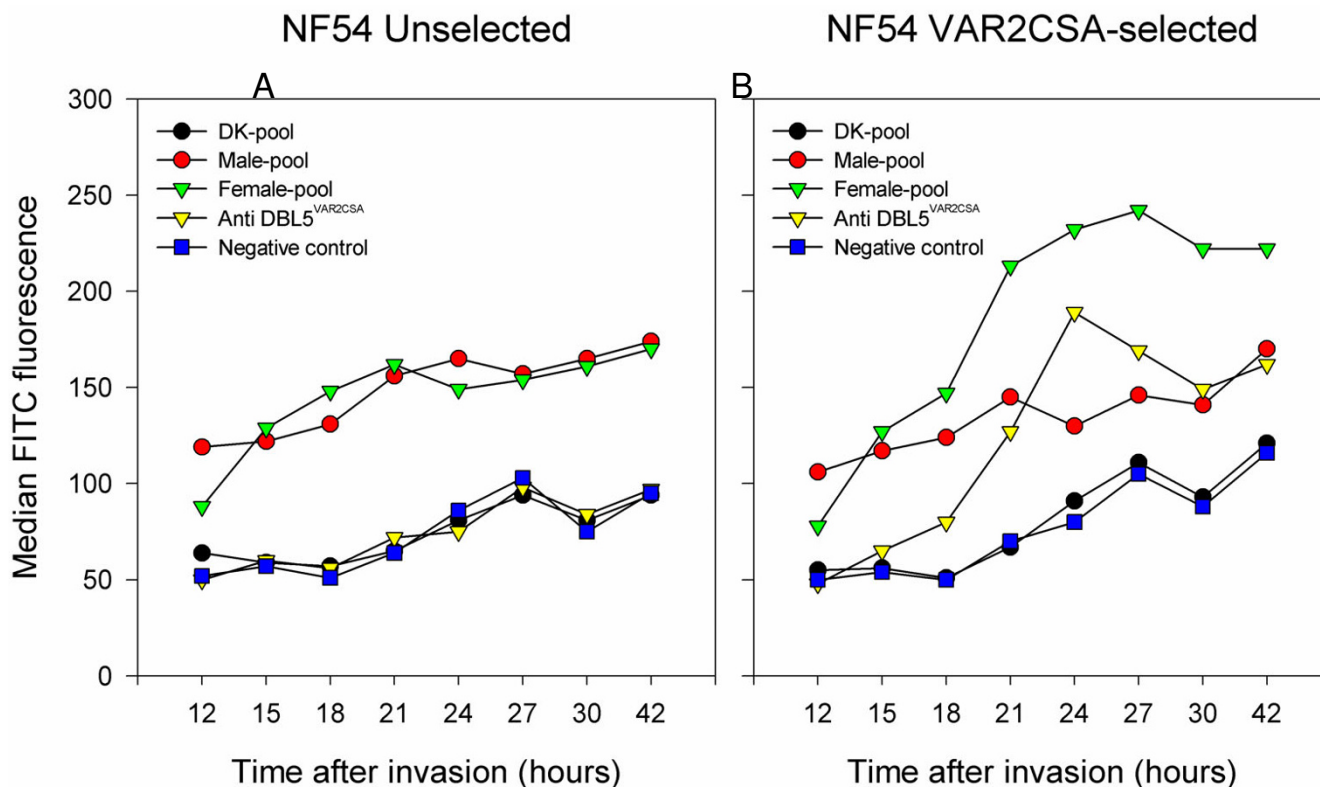 NF54 Unselected
NF54 VAR2CSA-selected
A
B
Median FITC fluorescence
300
250
200
150
100
50
0
DK-pool
Male-pool
Female-pool
Anti DBL5VAR2CSA
Negative control
12 15 18 21 24 27 30 42
Time after invasion (hours)
DK-pool
Male-pool
Female-pool
Anti DBL5VAR2CSA
Negative control
12 15 18 21 24 27 30 42
Time after invasion (hours)